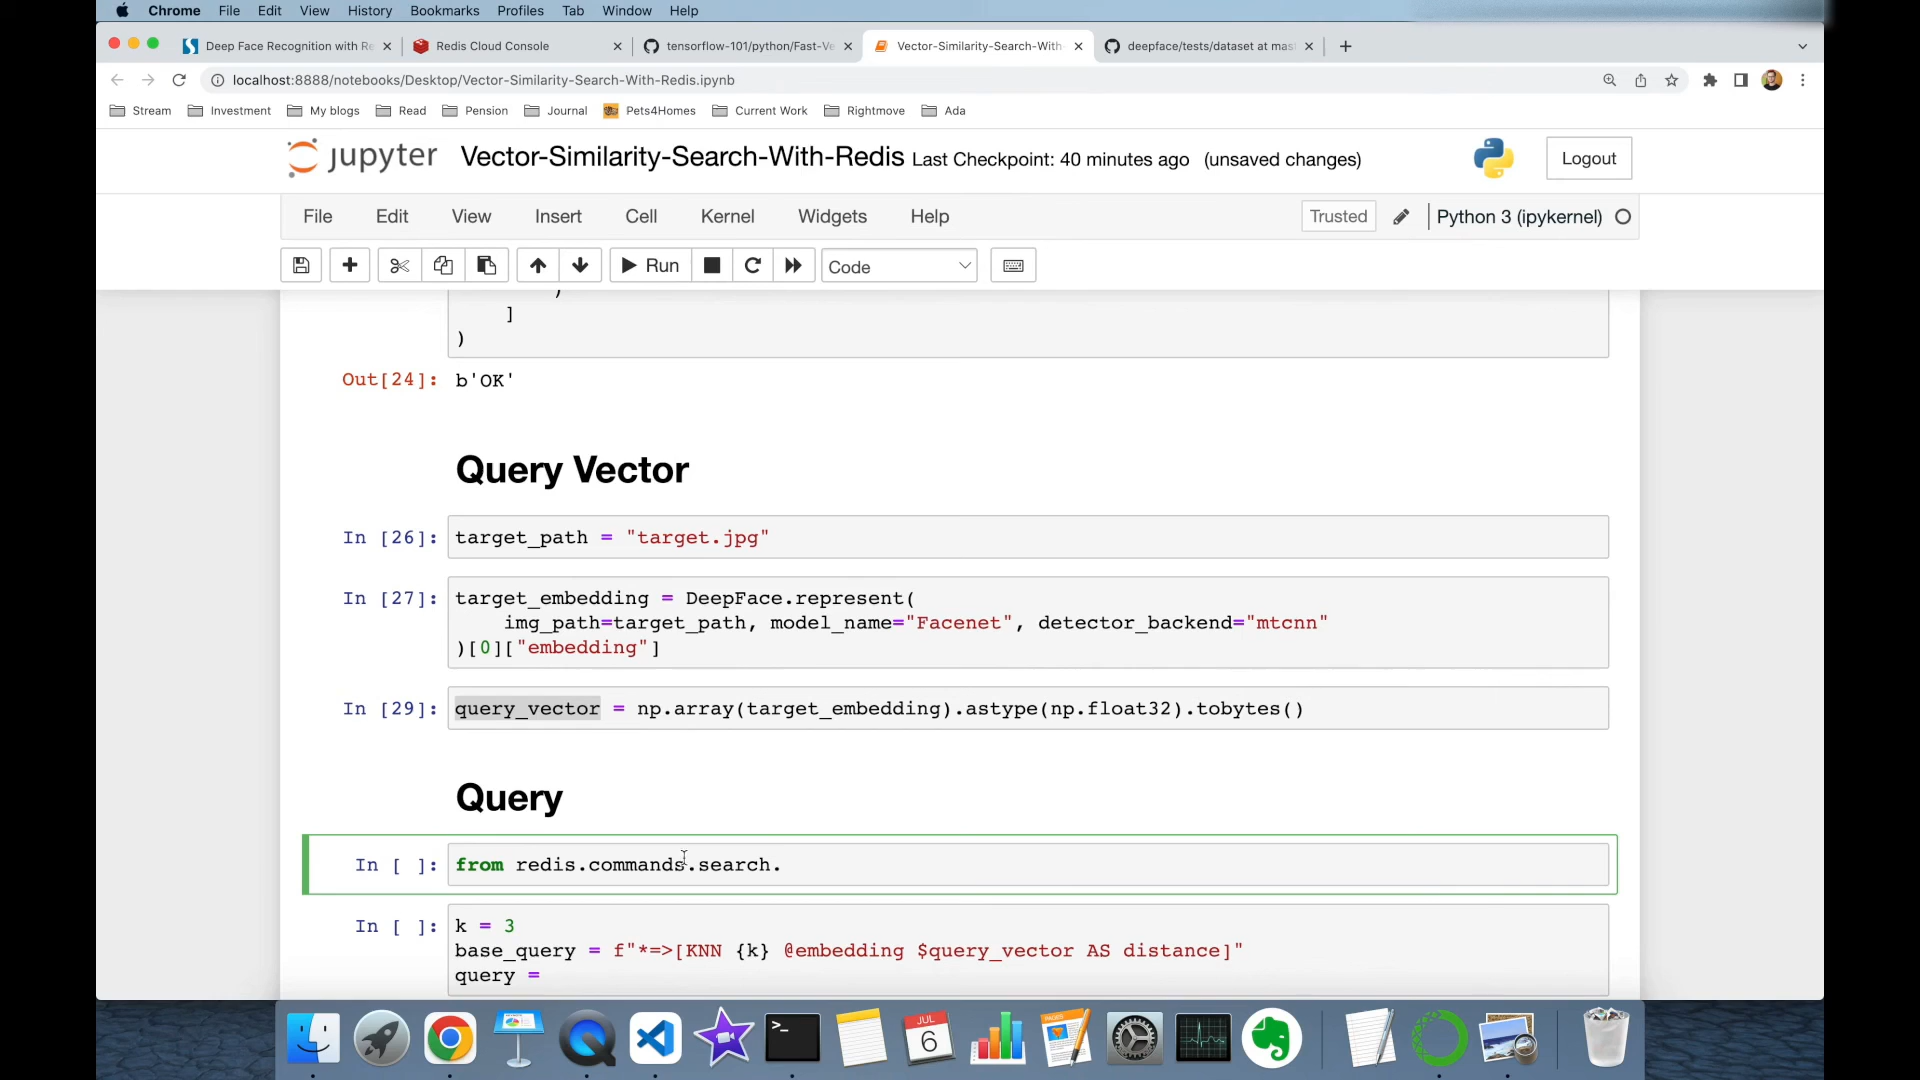 Chrome File Edit View History Bookmarks Profiles Tab Window Help
Deep Face Recognition with Re
Redis Cloud Console
tensorflow-101/python/Fast-Ve
Vector-Similarity-Search-With-
deepface/tests/dataset at mas
localhost:8888/notebooks/Desktop/Vector-Similarity-Search-With-Redis.ipynb
Stream Investment My blogs Read Pension Journal Pets4Homes Current Work Rightmove Ada
jupyter Vector-Similarity-Search-With-Redis Last Checkpoint: 40 minutes ago (unsaved changes)
Logout
File Edit View Insert Cell Kernel Widgets Help
Trusted Python 3 (ipykernel)
Run Code
)
]
)
Out[24]: b'OK'
Query Vector
In [26]: target_path = "target.jpg"
In [27]: target_embedding = DeepFace.represent(
img_path=target_path, model_name="Facenet", detector_backend="mtcnn"
)[0]["embedding"]
In [29]: query_vector = np.array(target_embedding).astype(np.float32).tobytes()
Query
In [ ]: from redis.commands.search.
In [ ]: k = 3
base_query = f"*=>[KNN {k} @embedding $query_vector AS distance]"
query =
JUL
6
PAGES
>_